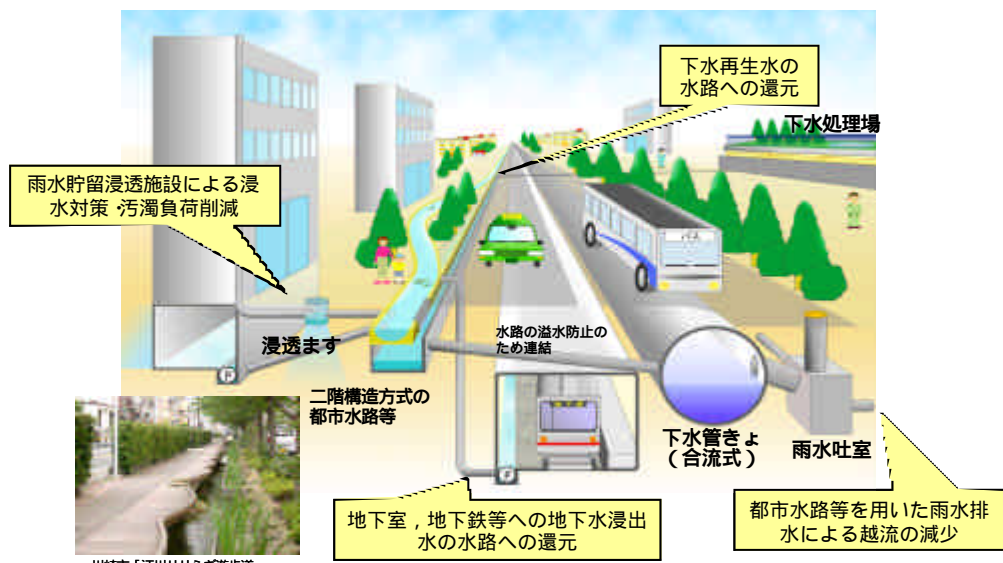 下水再生水の
水路への還元
下水処理場
雨水貯留浸透施設による浸
水対策・汚濁負荷削減
バス
浸透ます
水路の溢水防止の
ため連結
二階構造方式の
都市水路等
P
下水管きょ
（合流式）
雨水吐室
P
地下室，地下鉄等への地下水浸出
水の水路への還元
都市水路等を用いた雨水排
水による越流の減少